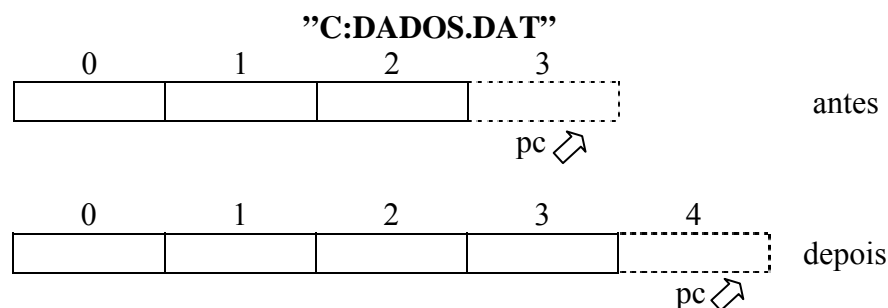 ”C:DADOS.DAT”
0 1 2 3
antes
pc
0 1 2 3 4
depois
pc